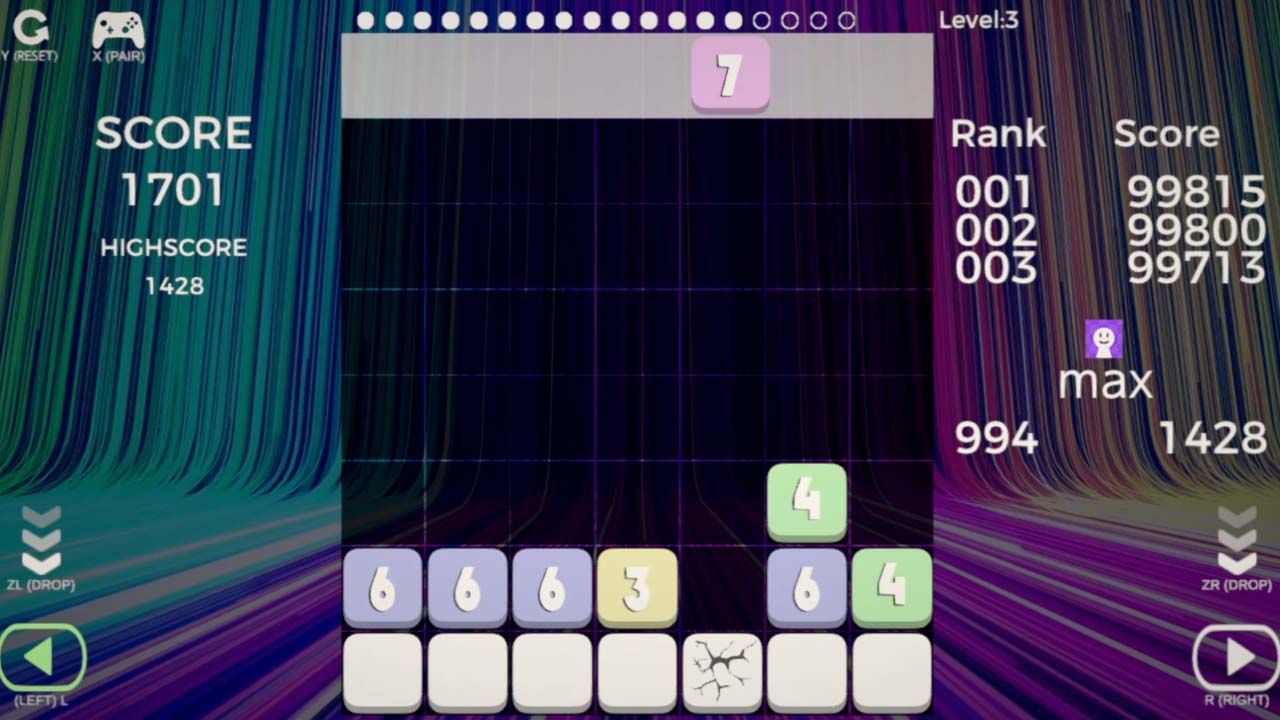 Level:3
Y (RESET) X (PAIR)
7
SCORE
1701
HIGHSCORE
1428
Rank Score
001 99815
002 99800
003 99713
max
994 1428
4
6 6 6 3 6 4
ZL (DROP)
ZR (DROP)
(LEFT) L
R (RIGHT)